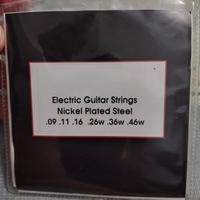 Electric Guitar Strings
Nickel Plated Steel
.09 .11 .16 .26w .36w .46w